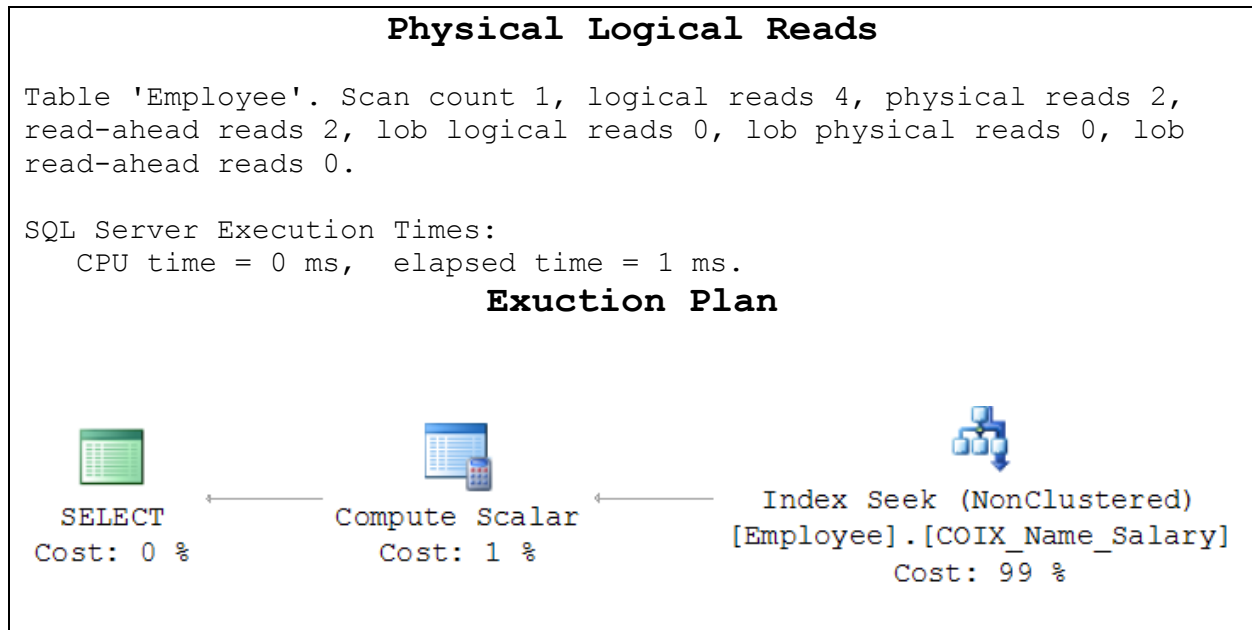 Physical Logical Reads
Table 'Employee'. Scan count 1, logical reads 4, physical reads 2,
read-ahead reads 2, lob logical reads 0, lob physical reads 0, lob
read-ahead reads 0.
SQL Server Execution Times:
CPU time = 0 ms, elapsed time = 1 ms.
Exuction Plan
SELECT
Cost: 0 %
Compute Scalar
Cost: 1 %
Index Seek (NonClustered)
[Employee].[COIX_Name_Salary]
Cost: 99 %